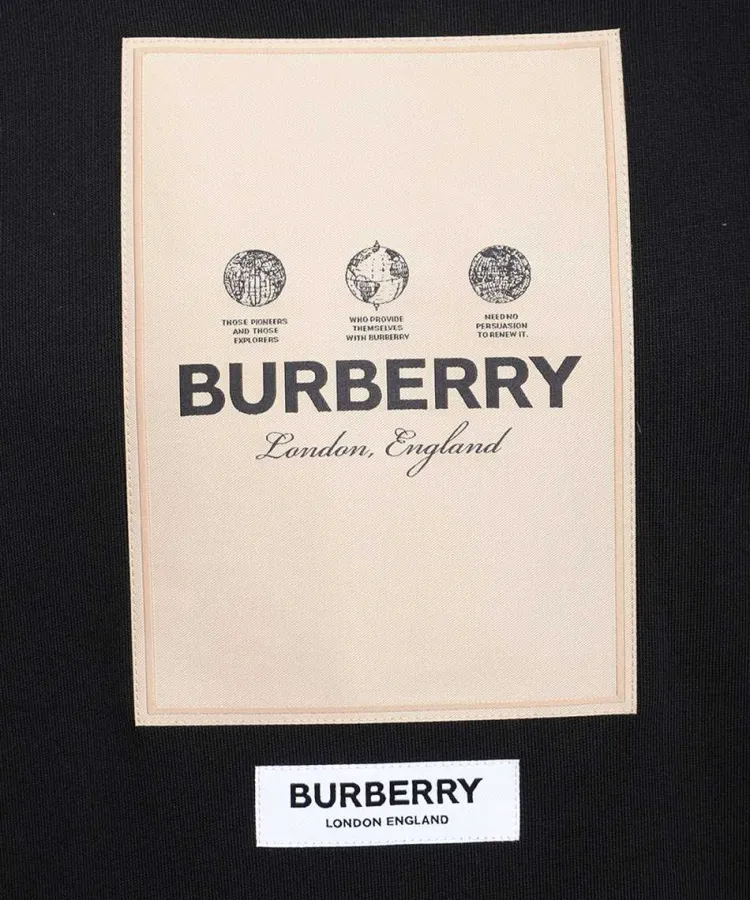 THOSE PIONEERS
AND THOSE
EXPLORERS
WHO PROVIDE
THEMSELVES
WITH BURBERRY
NEED NO
PERSUASION
TO RENEW IT.
BURBERRY
London, England
BURBERRY
LONDON ENGLAND